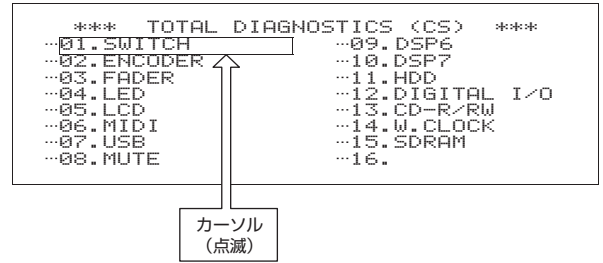 *** TOTAL DIAGNOSTICS (CS) ***
…01.SWITCH …09.DSP6
…02.ENCODER …10.DSP7
…03.FADER …11.HDD
…04.LED …12.DIGITAL I/O
…05.LCD …13.CD-R/RW
…06.MIDI …14.W.CLOCK
…07.USB …15.SDRAM
…08.MUTE …16.
カーソル
（点滅）